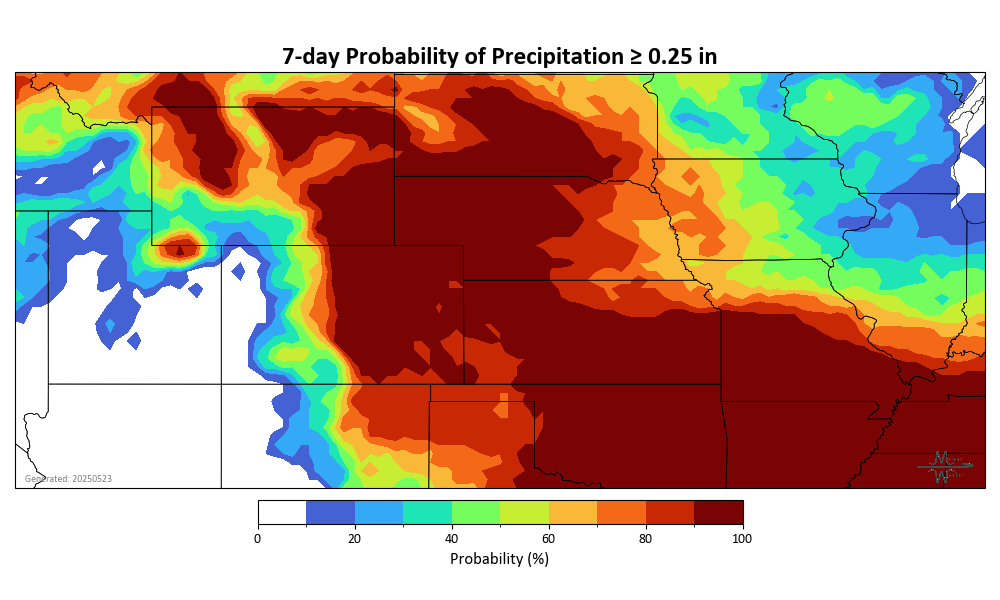 7-day Probability of Precipitation ≥ 0.25 in
Generated: 20250523
0 20 40 60 80 100
Probability (%)